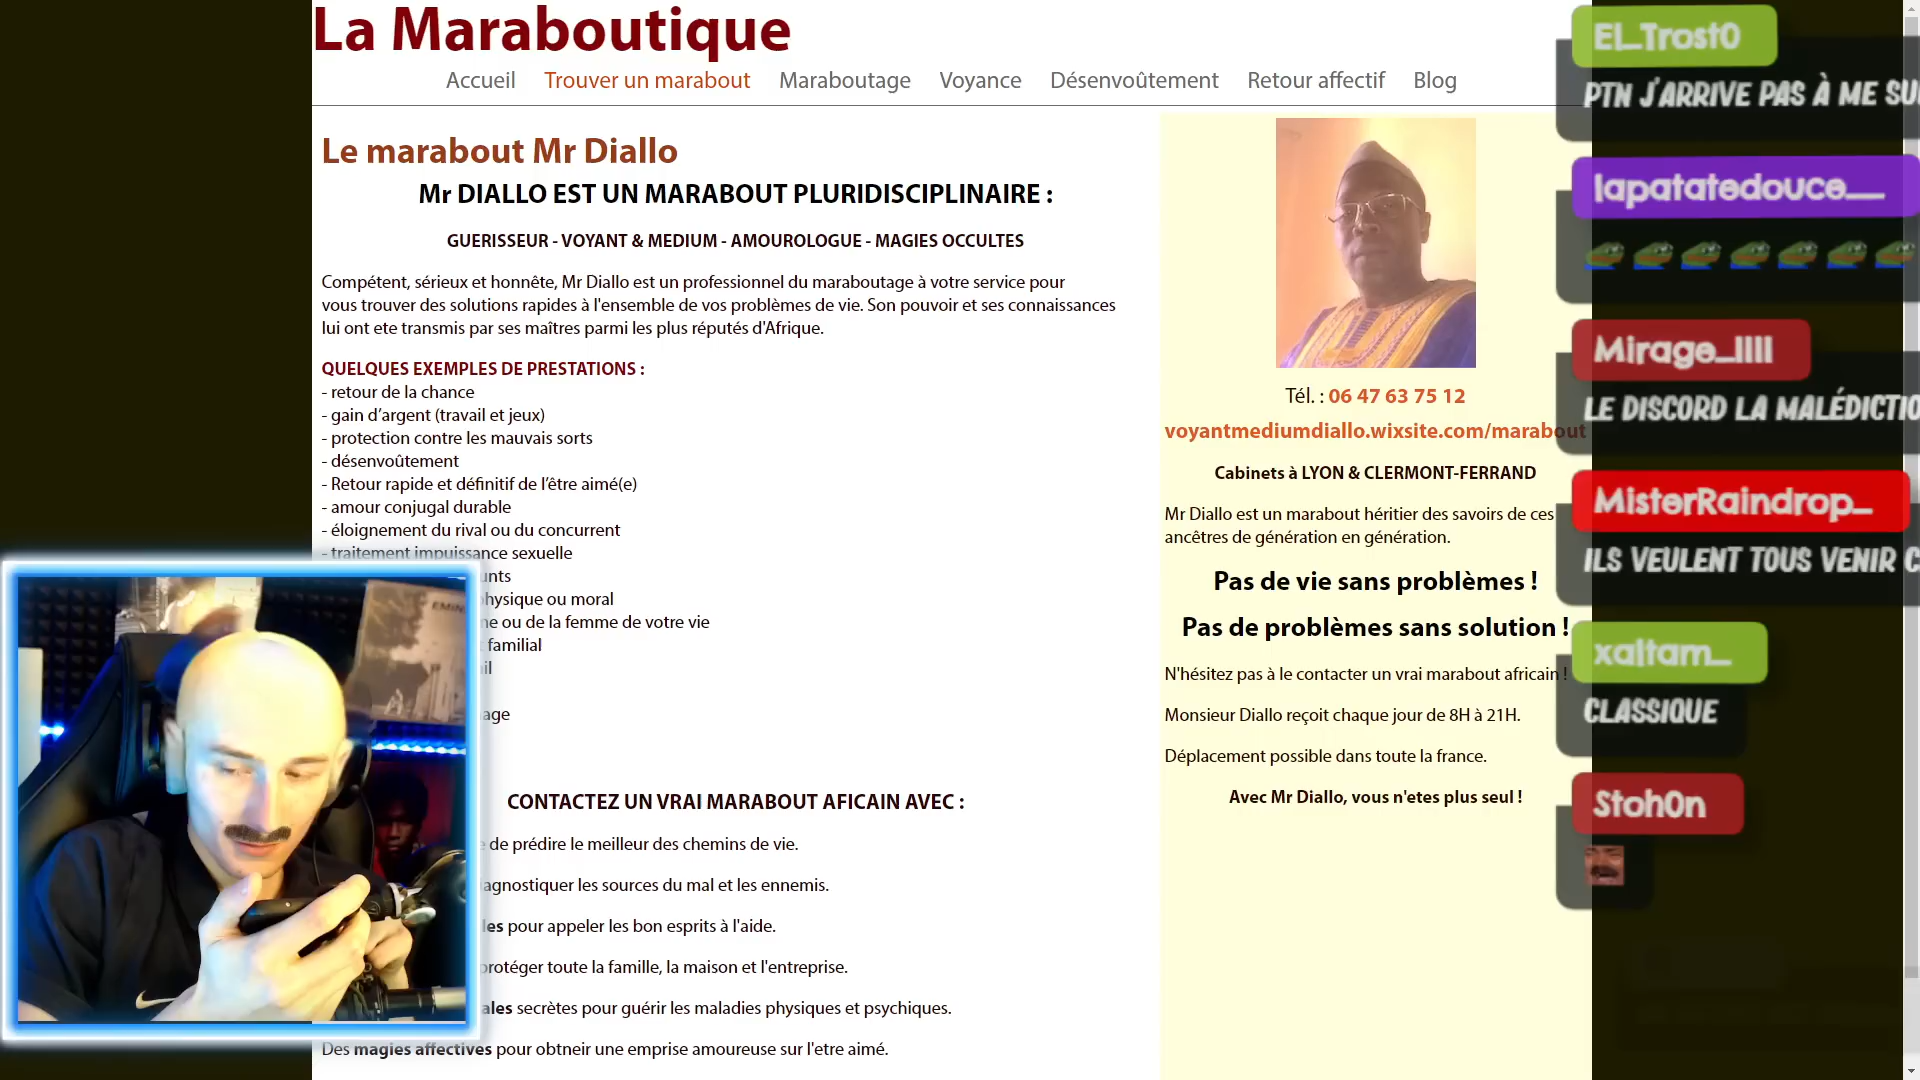 La Maraboutique
Accueil Trouver un marabout Maraboutage Voyance Désenvoûtement Retour affectif Blog
Le marabout Mr Diallo
Mr DIALLO EST UN MARABOUT PLURIDISCIPLINAIRE :
GUERISSEUR - VOYANT & MEDIUM - AMOUROLOGUE - MAGIES OCCULTES
Compétent, sérieux et honnête, Mr Diallo est un professionnel du maraboutage à votre service pour
vous trouver des solutions rapides à l'ensemble de vos problèmes de vie. Son pouvoir et ses connaissances
lui ont ete transmis par ses maîtres parmi les plus réputés d'Afrique.
QUELQUES EXEMPLES DE PRESTATIONS :
- retour de la chance
- gain d’argent (travail et jeux)
- protection contre les mauvais sorts
- désenvoûtement
- Retour rapide et définitif de l’être aimé(e)
- amour conjugal durable
- éloignement du rival ou du concurrent
- traitement impuissance sexuelle
unts
physique ou moral
ne ou de la femme de votre vie
familial
il
age
CONTACTEZ UN VRAI MARABOUT AFICAIN AVEC :
de prédire le meilleur des chemins de vie.
iagnostiquer les sources du mal et les ennemis.
les pour appeler les bon esprits à l'aide.
protéger toute la famille, la maison et l'entreprise.
ales secrètes pour guérir les maladies physiques et psychiques.
Des magies affectives pour obtneir une emprise amoureuse sur l'etre aimé.
Tél. : 06 47 63 75 12
voyantmediumdiallo.wixsite.com/marabout
Cabinets à LYON & CLERMONT-FERRAND
Mr Diallo est un marabout héritier des savoirs de ces
ancêtres de génération en génération.
Pas de vie sans problèmes !
Pas de problèmes sans solution !
N'hésitez pas à le contacter un vrai marabout africain !
Monsieur Diallo reçoit chaque jour de 8H à 21H.
Déplacement possible dans toute la france.
Avec Mr Diallo, vous n'etes plus seul !
EL_Trost0
PTN J'ARRIVE PAS À ME SU
lapatatedouce__
Mirage_IIII
LE DISCORD LA MALÉDICTIO
MisterRaindrop_
ILS VEULENT TOUS VENIR C
xaltam_
CLASSIQUE
Stoh0n
EMIN